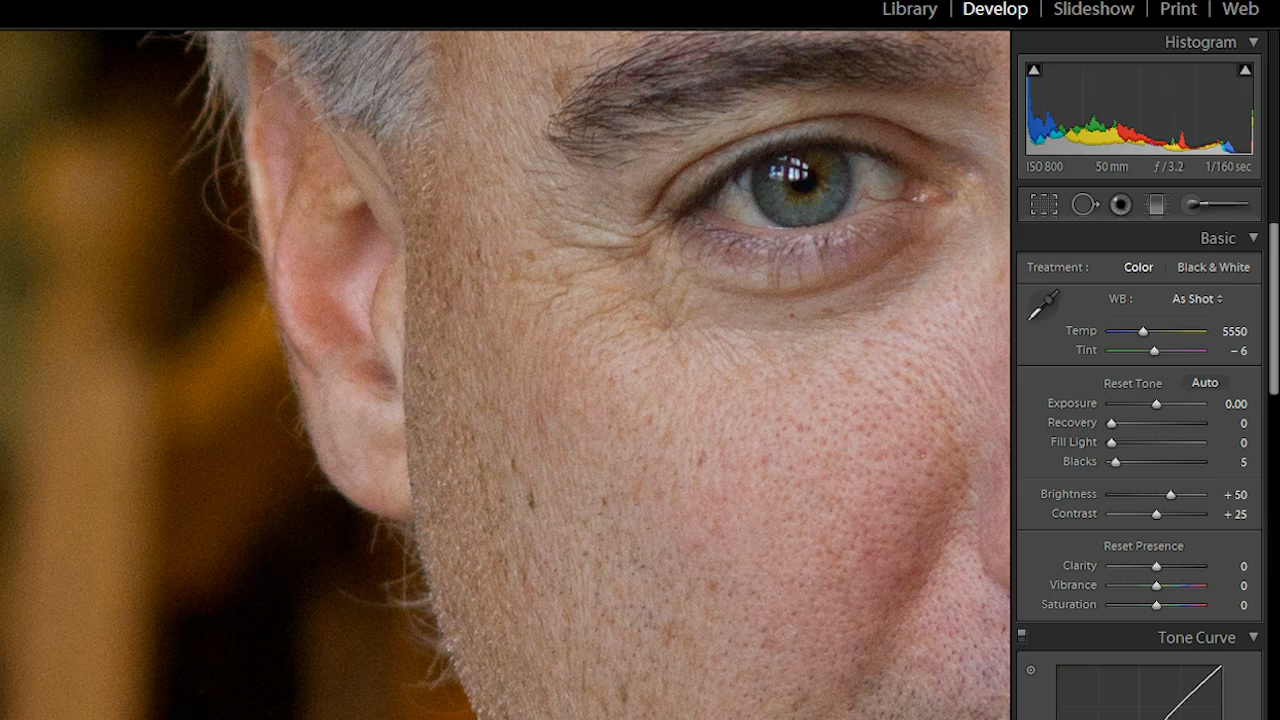 Library | Develop | Slideshow | Print | Web
Histogram
ISO 800 50 mm ƒ / 3.2 1/160 sec
Basic
Treatment : Color | Black & White
WB : As Shot
Temp 5550
Tint – 6
Reset Tone Auto
Exposure 0.00
Recovery 0
Fill Light 0
Blacks 5
Brightness + 50
Contrast + 25
Reset Presence
Clarity 0
Vibrance 0
Saturation 0
Tone Curve